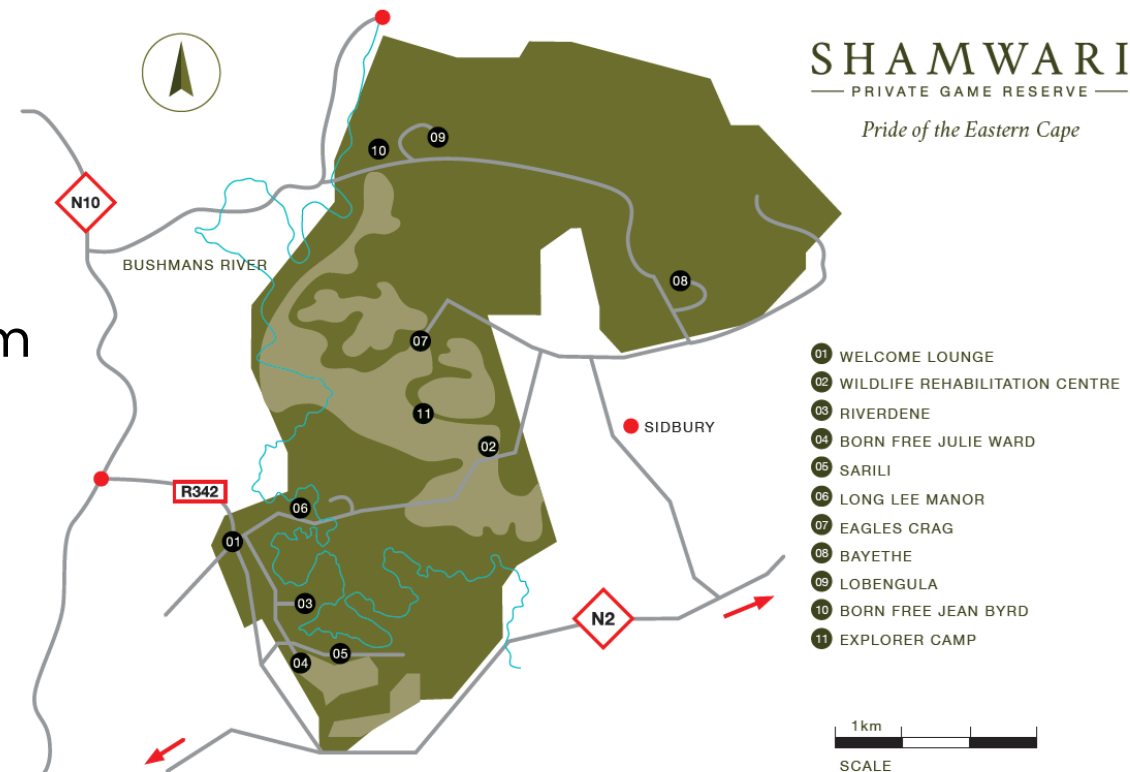 SHAMWARI
PRIVATE GAME RESERVE
Pride of the Eastern Cape
09
10
N10
BUSHMANS RIVER
08
m
07
11
SIDBURY
02
R342
06
01
03
N2
05
04
01 WELCOME LOUNGE
02 WILDLIFE REHABILITATION CENTRE
03 RIVERDENE
04 BORN FREE JULIE WARD
05 SARILI
06 LONG LEE MANOR
07 EAGLES CRAG
08 BAYETHE
09 LOBENGULA
10 BORN FREE JEAN BYRD
11 EXPLORER CAMP
1km
SCALE